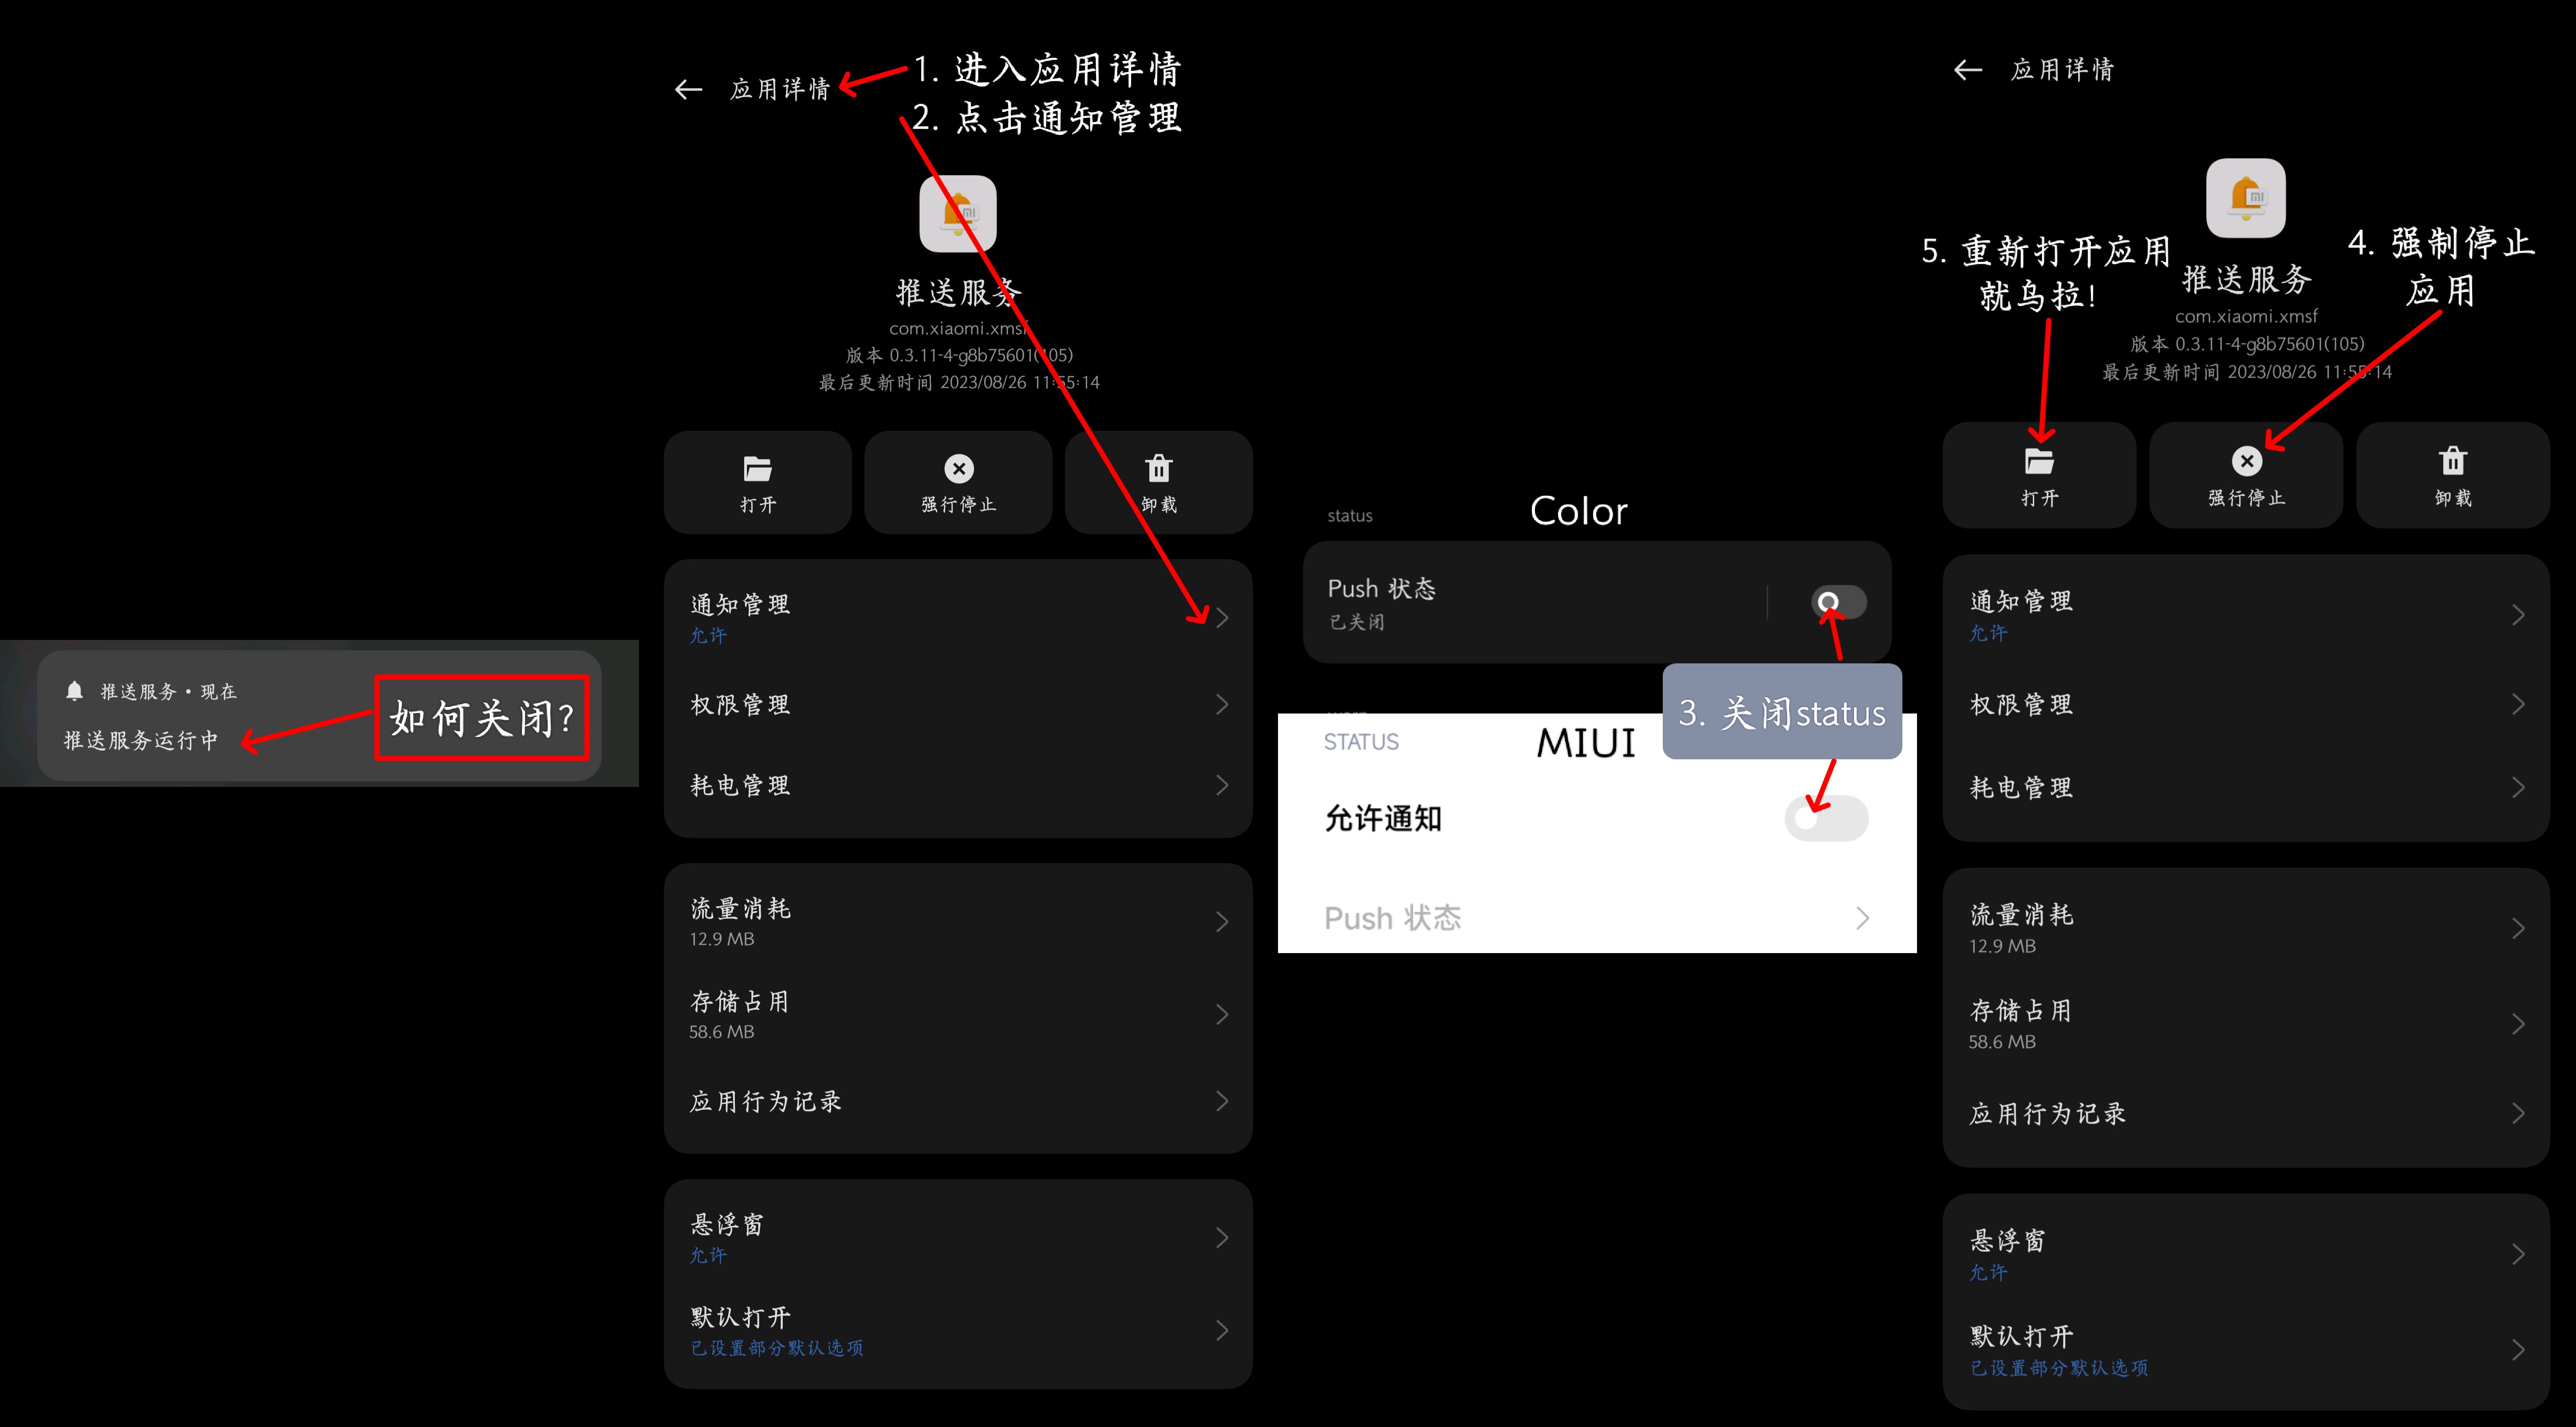 推送服务・现在
推送服务运行中
如何关闭?
应用详情
1. 进入应用详情
2. 点击通知管理
推送服务
com.xiaomi.xmsf
版本 0.3.11-4-g8b75601(105)
最后更新时间 2023/08/26 11:55:14
打开
强行停止
卸载
通知管理
允许
权限管理
耗电管理
流量消耗
12.9 MB
存储占用
58.6 MB
应用行为记录
悬浮窗
允许
默认打开
已设置部分默认选项
status
Color
Push 状态
已关闭
3. 关闭status
STATUS
MIUI
允许通知
Push 状态
应用详情
5. 重新打开应用
就乌拉!
4. 强制停止
应用
推送服务
com.xiaomi.xmsf
版本 0.3.11-4-g8b75601(105)
最后更新时间 2023/08/26 11:55:14
打开
强行停止
卸载
通知管理
允许
权限管理
耗电管理
流量消耗
12.9 MB
存储占用
58.6 MB
应用行为记录
悬浮窗
允许
默认打开
已设置部分默认选项